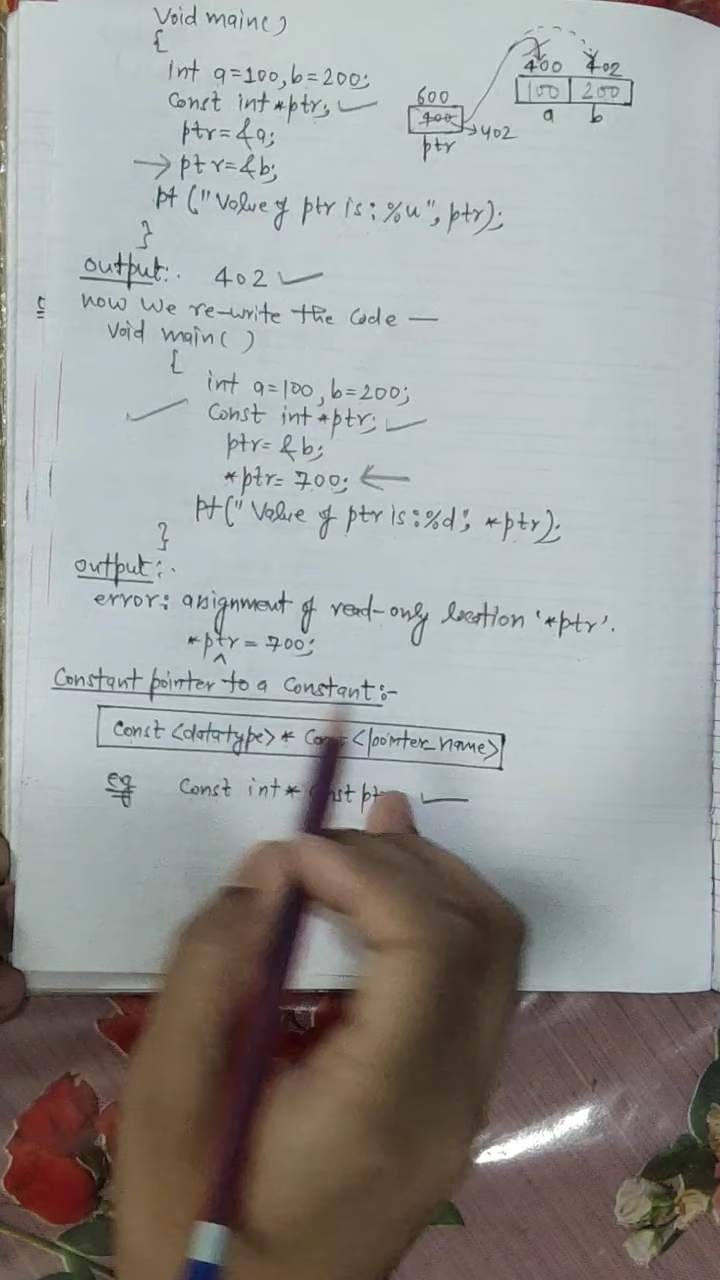 Void main()
{
int a=100,b=200;
Const int *ptr;
ptr=&a;
→ ptr=&b;
pt ("Value of ptr is: %u", ptr);
}
600
400
→402
ptr
400 402
100 200
a b
output:. 402
now We re-write the Code —
Void main( )
{
int a=100,b=200;
Const int *ptr;
ptr= &b;
*ptr= 700; ←
pt(" Value of ptr is:%d", *ptr);
}
output:.
error: assignment of read-only location '*ptr'.
*ptr = 700;
^
Constant pointer to a Constant:-
Const <datatype> * <pointer_name>
eg Const int *